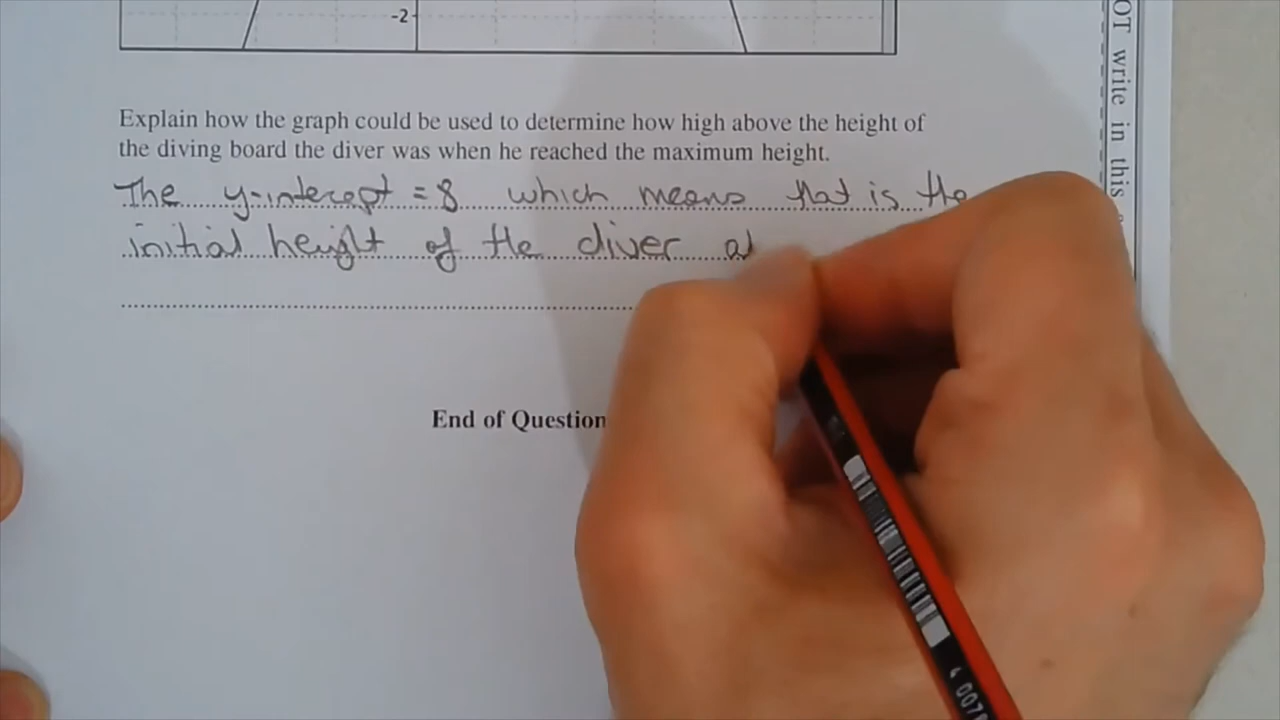 -2
Explain how the graph could be used to determine how high above the height of
the diving board the diver was when he reached the maximum height.
The y-intercept = 8 which means that is the
initial height of the diver
End of Question
OT write in this
4 007